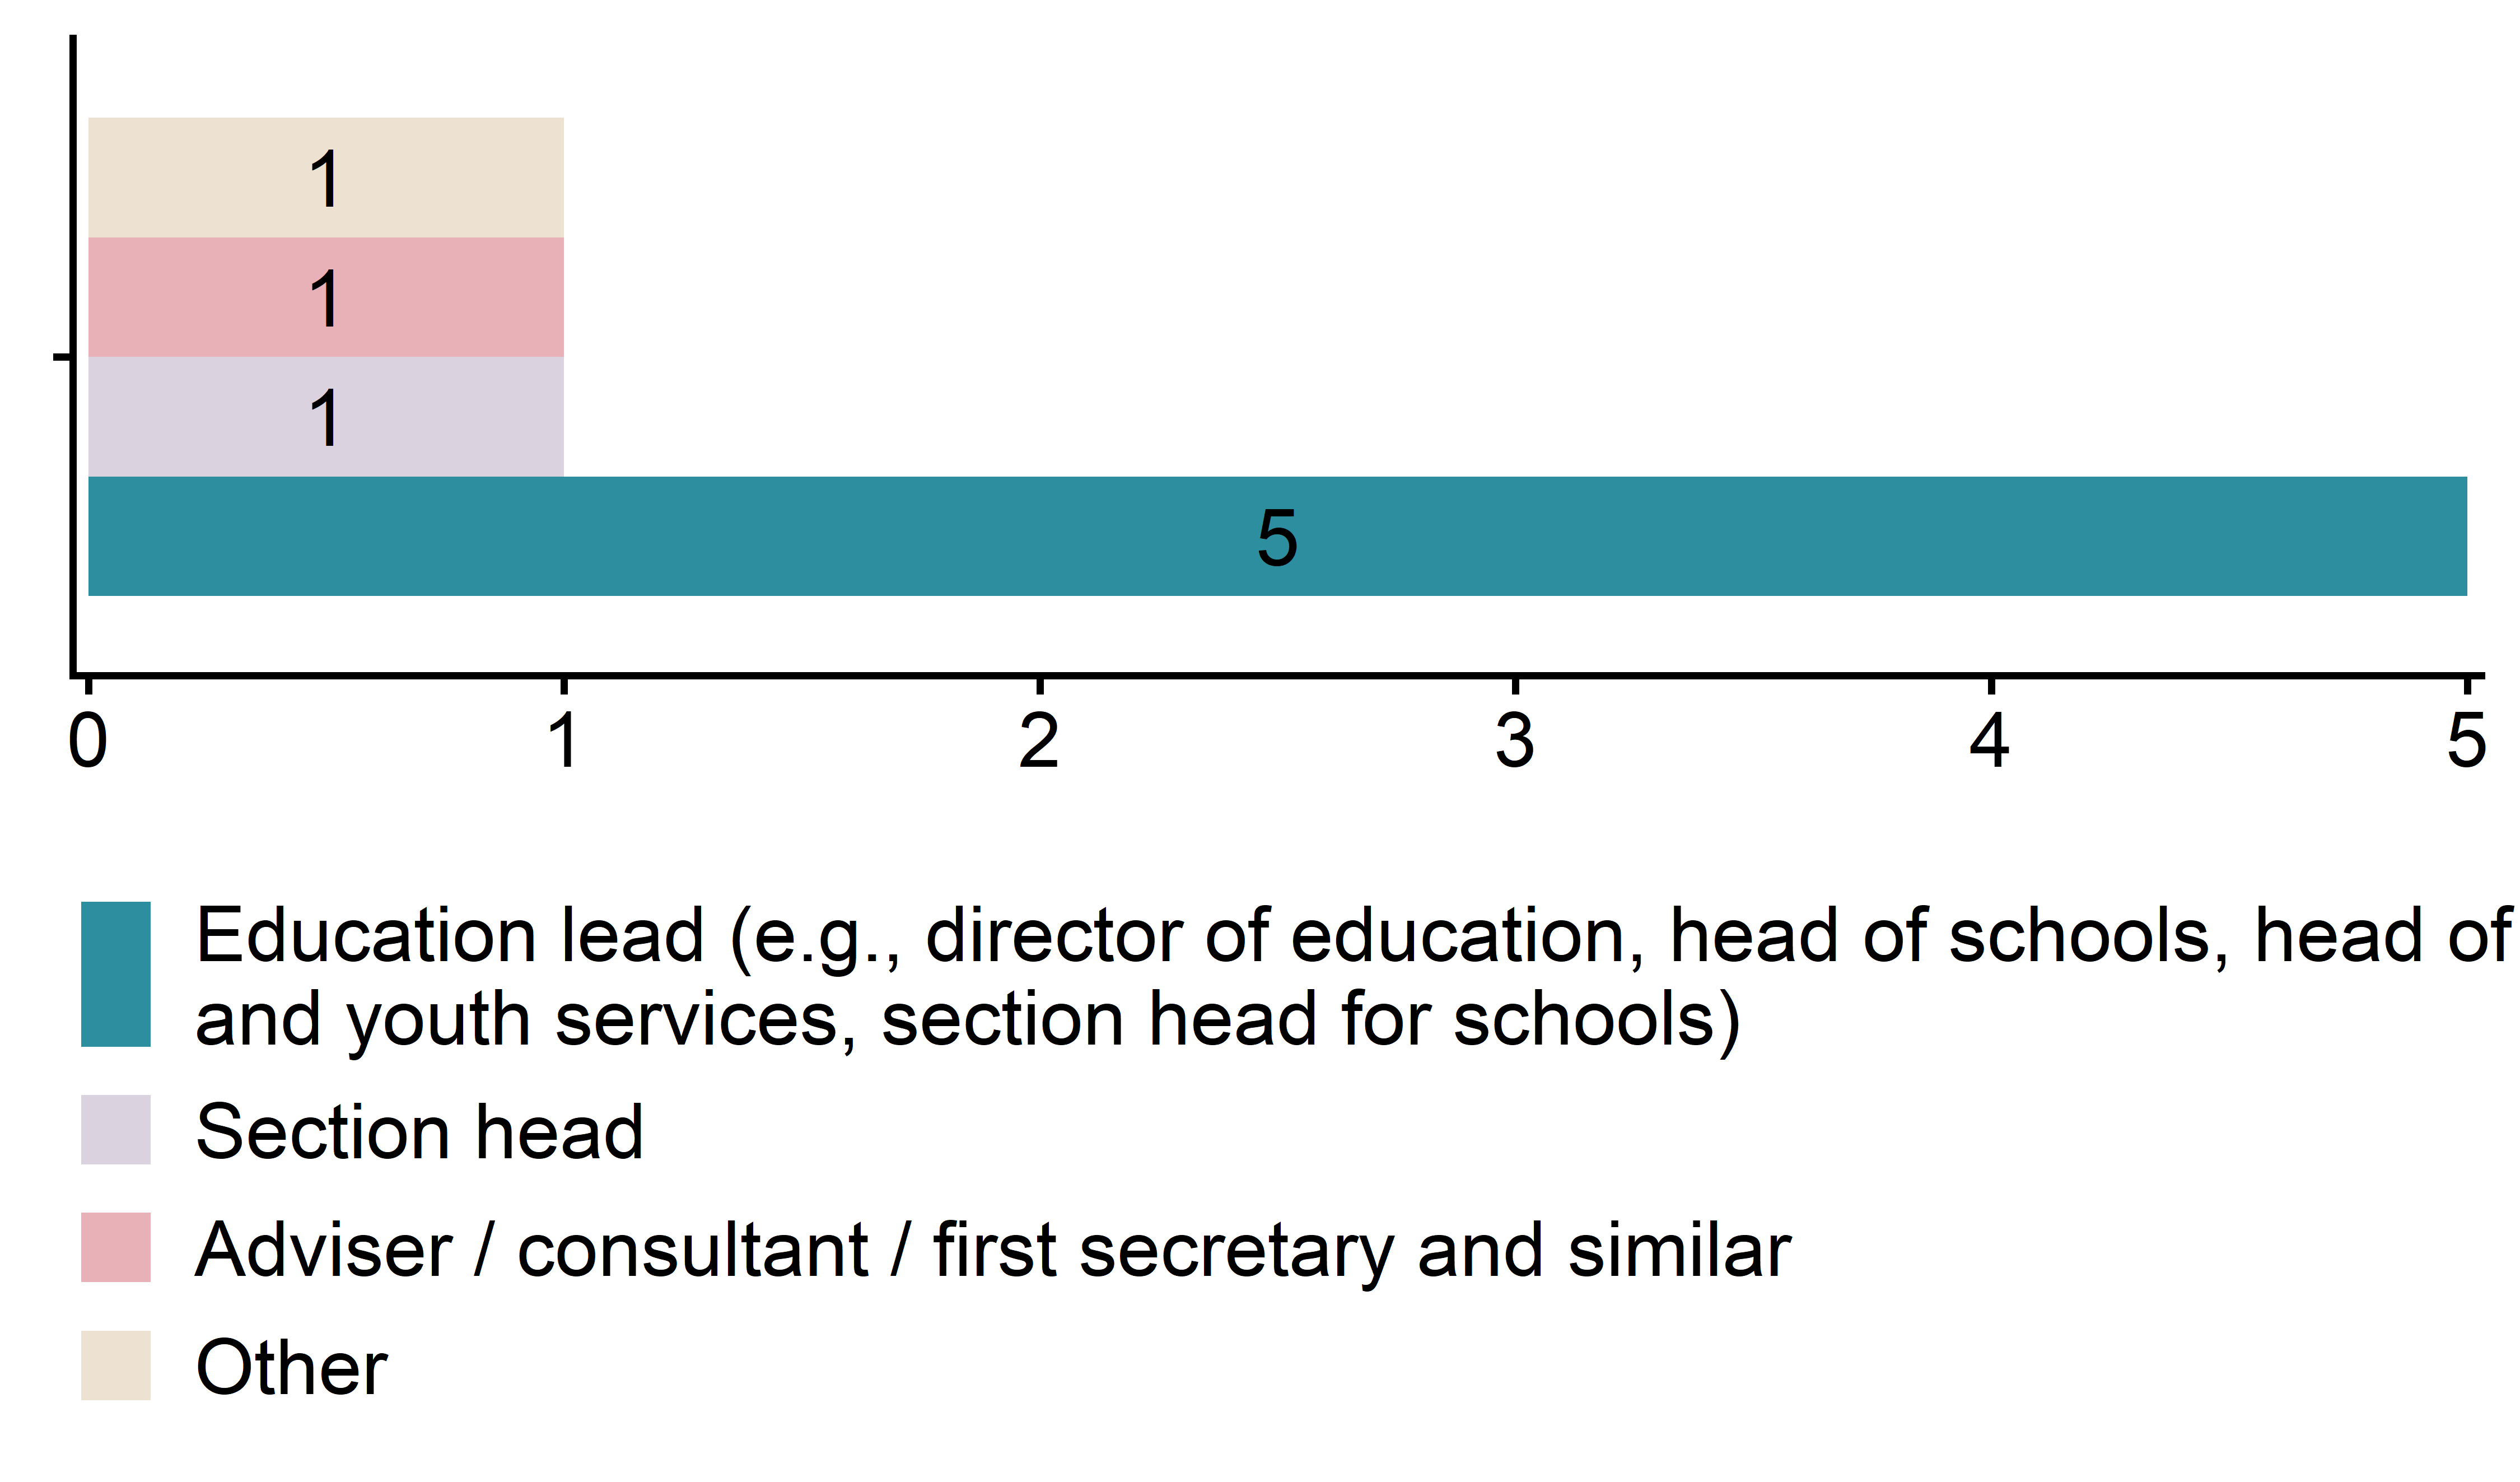 1
1
1
5
0 1 2 3 4 5
Education lead (e.g., director of education, head of schools, head of
and youth services, section head for schools)
Section head
Adviser / consultant / first secretary and similar
Other